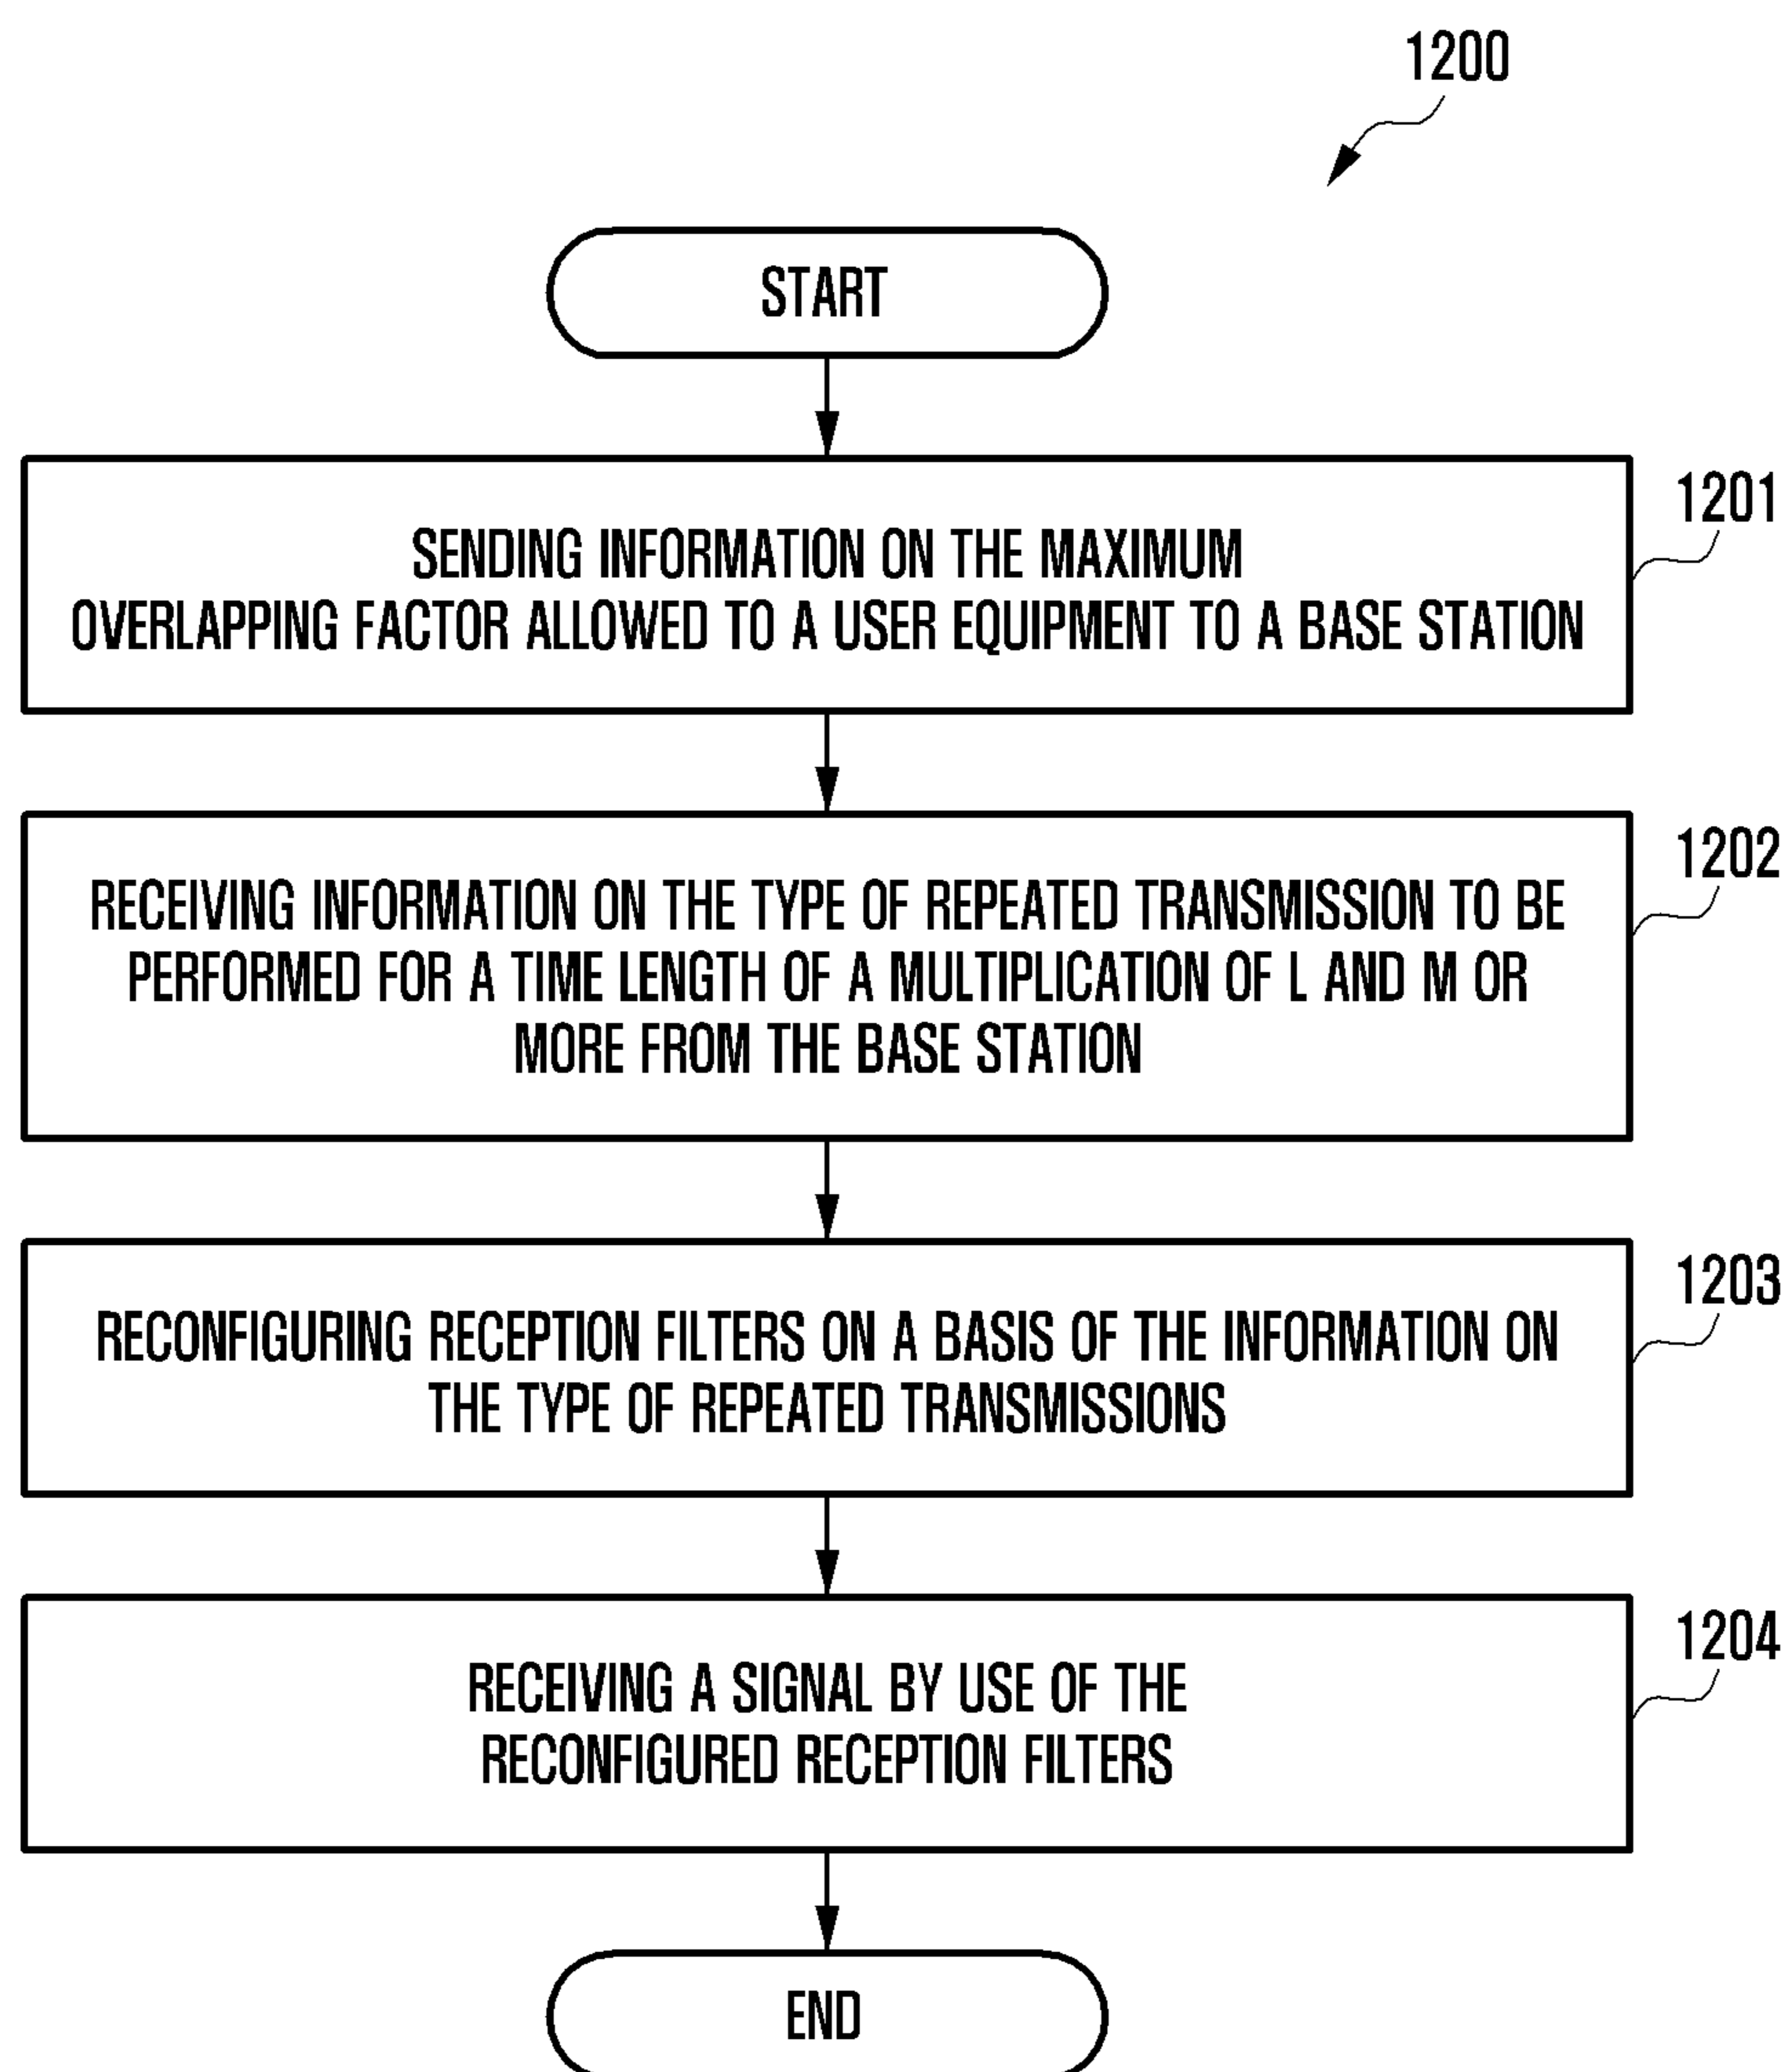 1200
START
SENDING INFORMATION ON THE MAXIMUM
OVERLAPPING FACTOR ALLOWED TO A USER EQUIPMENT TO A BASE STATION
1201
RECEIVING INFORMATION ON THE TYPE OF REPEATED TRANSMISSION TO BE
PERFORMED FOR A TIME LENGTH OF A MULTIPLICATION OF L AND M OR
MORE FROM THE BASE STATION
1202
RECONFIGURING RECEPTION FILTERS ON A BASIS OF THE INFORMATION ON
THE TYPE OF REPEATED TRANSMISSIONS
1203
RECEIVING A SIGNAL BY USE OF THE
RECONFIGURED RECEPTION FILTERS
1204
END